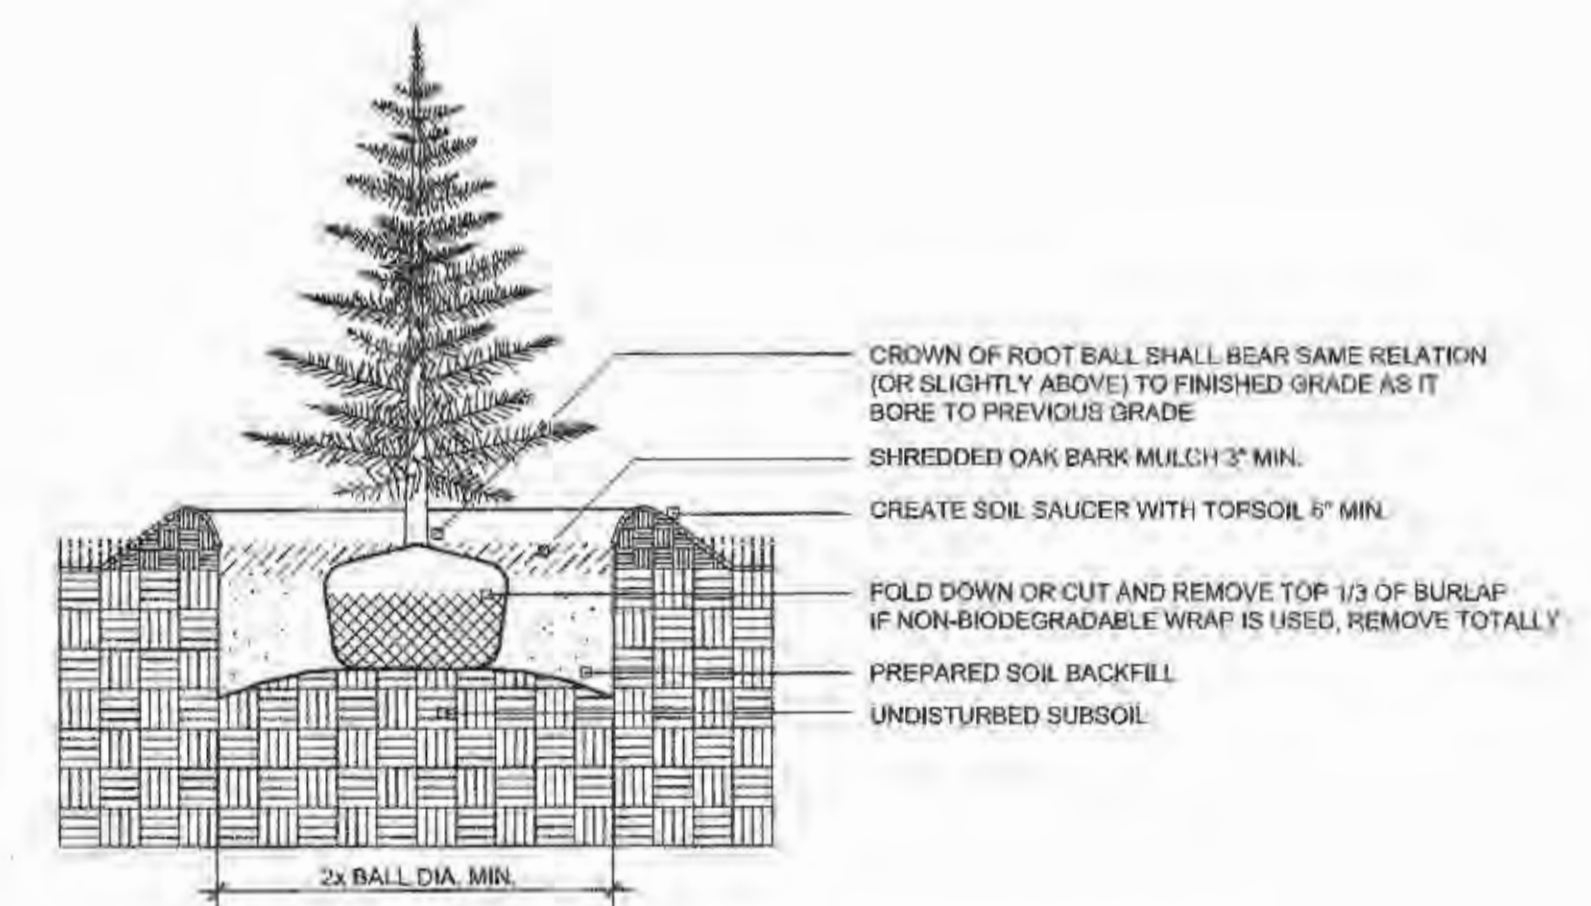 CROWN OF ROOT BALL SHALL BEAR SAME RELATION
(OR SLIGHTLY ABOVE) TO FINISHED GRADE AS IT
BORE TO PREVIOUS GRADE
SHREDDED OAK BARK MULCH 3" MIN.
CREATE SOIL SAUCER WITH TOPSOIL 6" MIN.
FOLD DOWN OR CUT AND REMOVE TOP 1/3 OF BURLAP
IF NON-BIODEGRADABLE WRAP IS USED, REMOVE TOTALLY
PREPARED SOIL BACKFILL
UNDISTURBED SUBSOIL
2x BALL DIA. MIN.